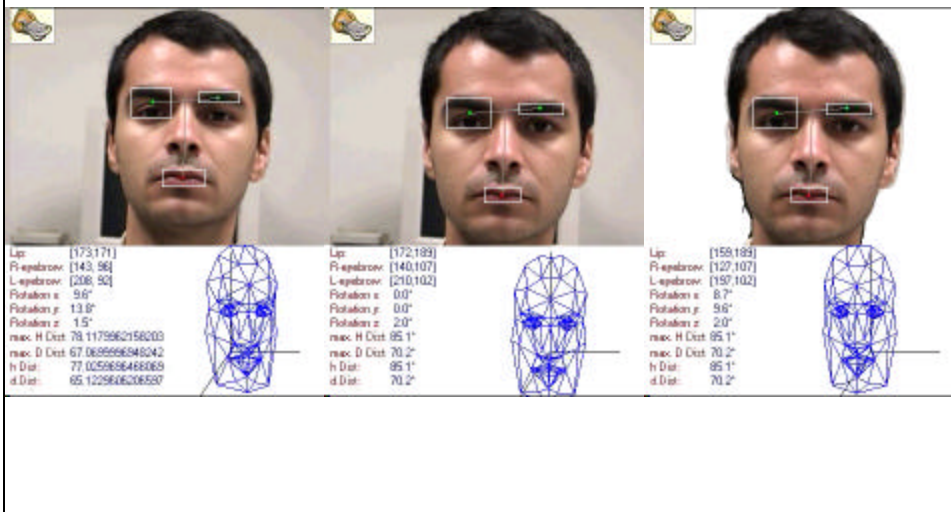 Lip: [173,171]
R-eyebrow: [143, 96]
L-eyebrow: [208, 92]
Rotation x: 9.6°
Rotation y: 13.8°
Rotation z: 1.5°
max. H Dist: 78.1179962158203
max. D Dist: 67.0699996948242
h Dist: 77.0259696468069
d Dist: 65.1229606206597
Lip: [172,189]
R-eyebrow: [140,107]
L-eyebrow: [210,102]
Rotation x: 0.0°
Rotation y: 0.0°
Rotation z: 2.0°
max. H Dist: 85.1°
max. D Dist: 70.2°
h Dist: 85.1°
d Dist: 70.2°
Lip: [159,189]
R-eyebrow: [127,107]
L-eyebrow: [197,102]
Rotation x: 8.7°
Rotation y: 9.6°
Rotation z: 2.0°
max. H Dist: 85.1°
max. D Dist: 70.2°
h Dist: 85.1°
d Dist: 70.2°